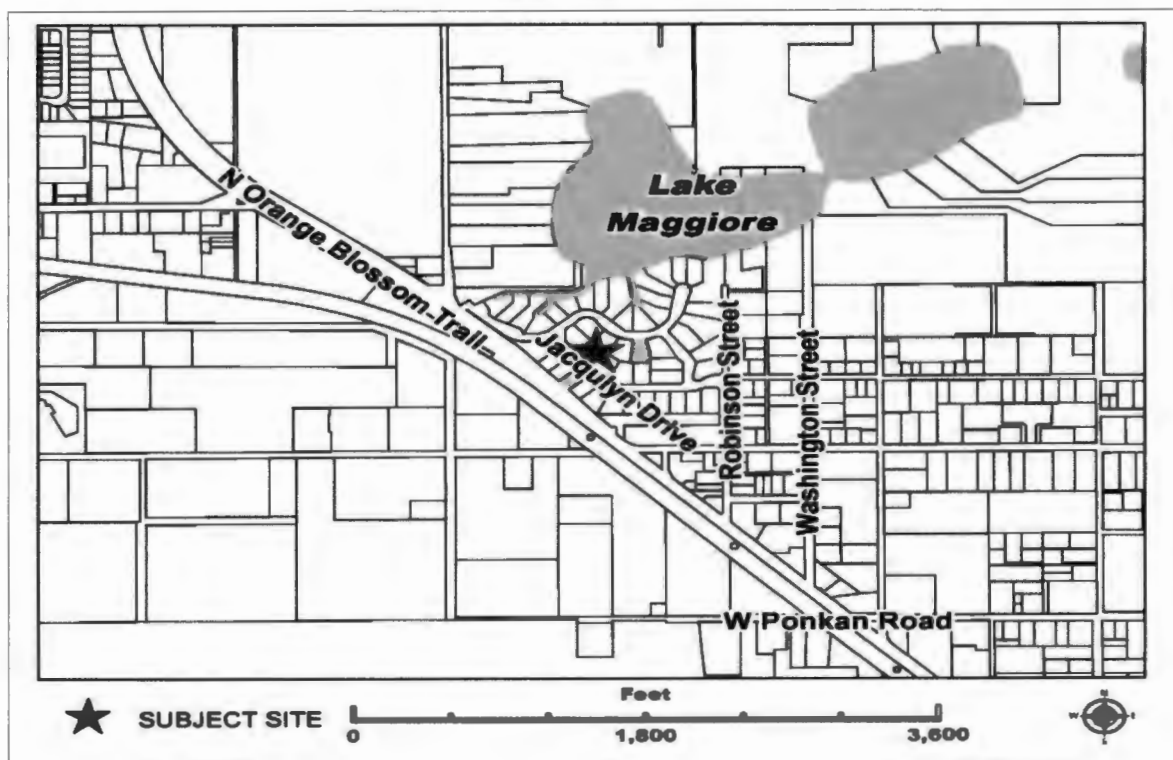 Lake
Maggiore
N Orange Blossom Trail
Jacqulyn Drive
Robinson Street
Washington Street
W Ponkan Road
SUBJECT SITE
Feet
0 1,800 3,600
N
W E